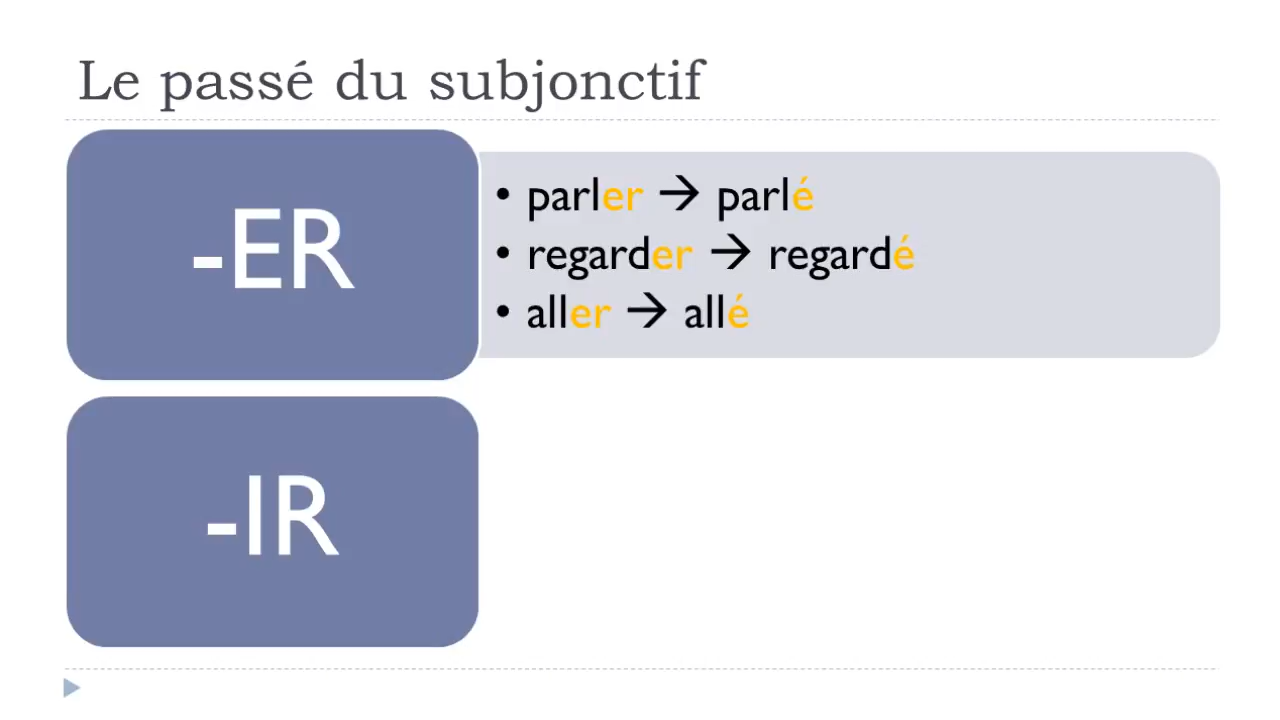 Le passé du subjonctif
-ER
• parler → parlé
• regarder → regardé
• aller → allé
-IR